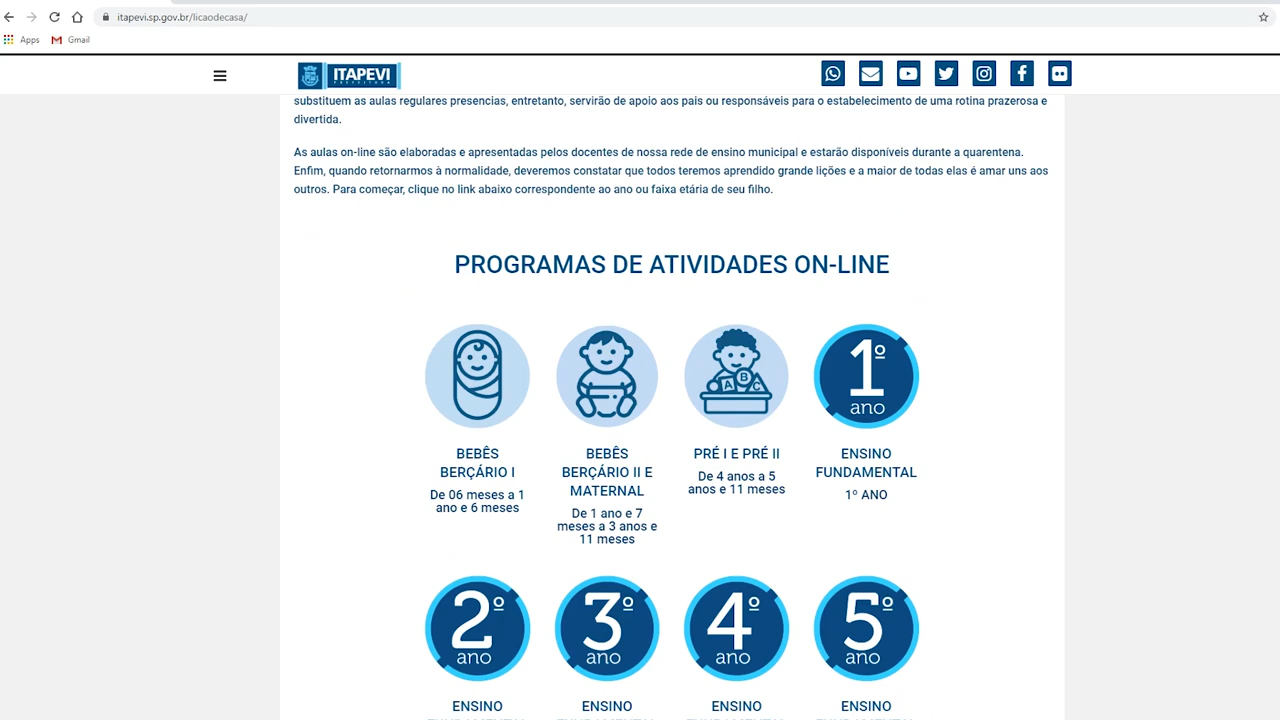 itapevi.sp.gov.br/licaodecasa/
Apps
Gmail
ITAPEVI
PREFEITURA
substituem as aulas regulares presencias, entretanto, servirão de apoio aos pais ou responsáveis para o estabelecimento de uma rotina prazerosa e
divertida.
As aulas on-line são elaboradas e apresentadas pelos docentes de nossa rede de ensino municipal e estarão disponíveis durante a quarentena.
Enfim, quando retornarmos à normalidade, deveremos constatar que todos teremos aprendido grande lições e a maior de todas elas é amar uns aos
outros. Para começar, clique no link abaixo correspondente ao ano ou faixa etária de seu filho.
PROGRAMAS DE ATIVIDADES ON-LINE
A B C
1º
ano
BEBÊS
BERÇÁRIO I
De 06 meses a 1
ano e 6 meses
BEBÊS
BERÇÁRIO II E
MATERNAL
De 1 ano e 7
meses a 3 anos e
11 meses
PRÉ I E PRÉ II
De 4 anos a 5
anos e 11 meses
ENSINO
FUNDAMENTAL
1º ANO
2º
ano
3º
ano
4º
ano
5º
ano
ENSINO
ENSINO
ENSINO
ENSINO